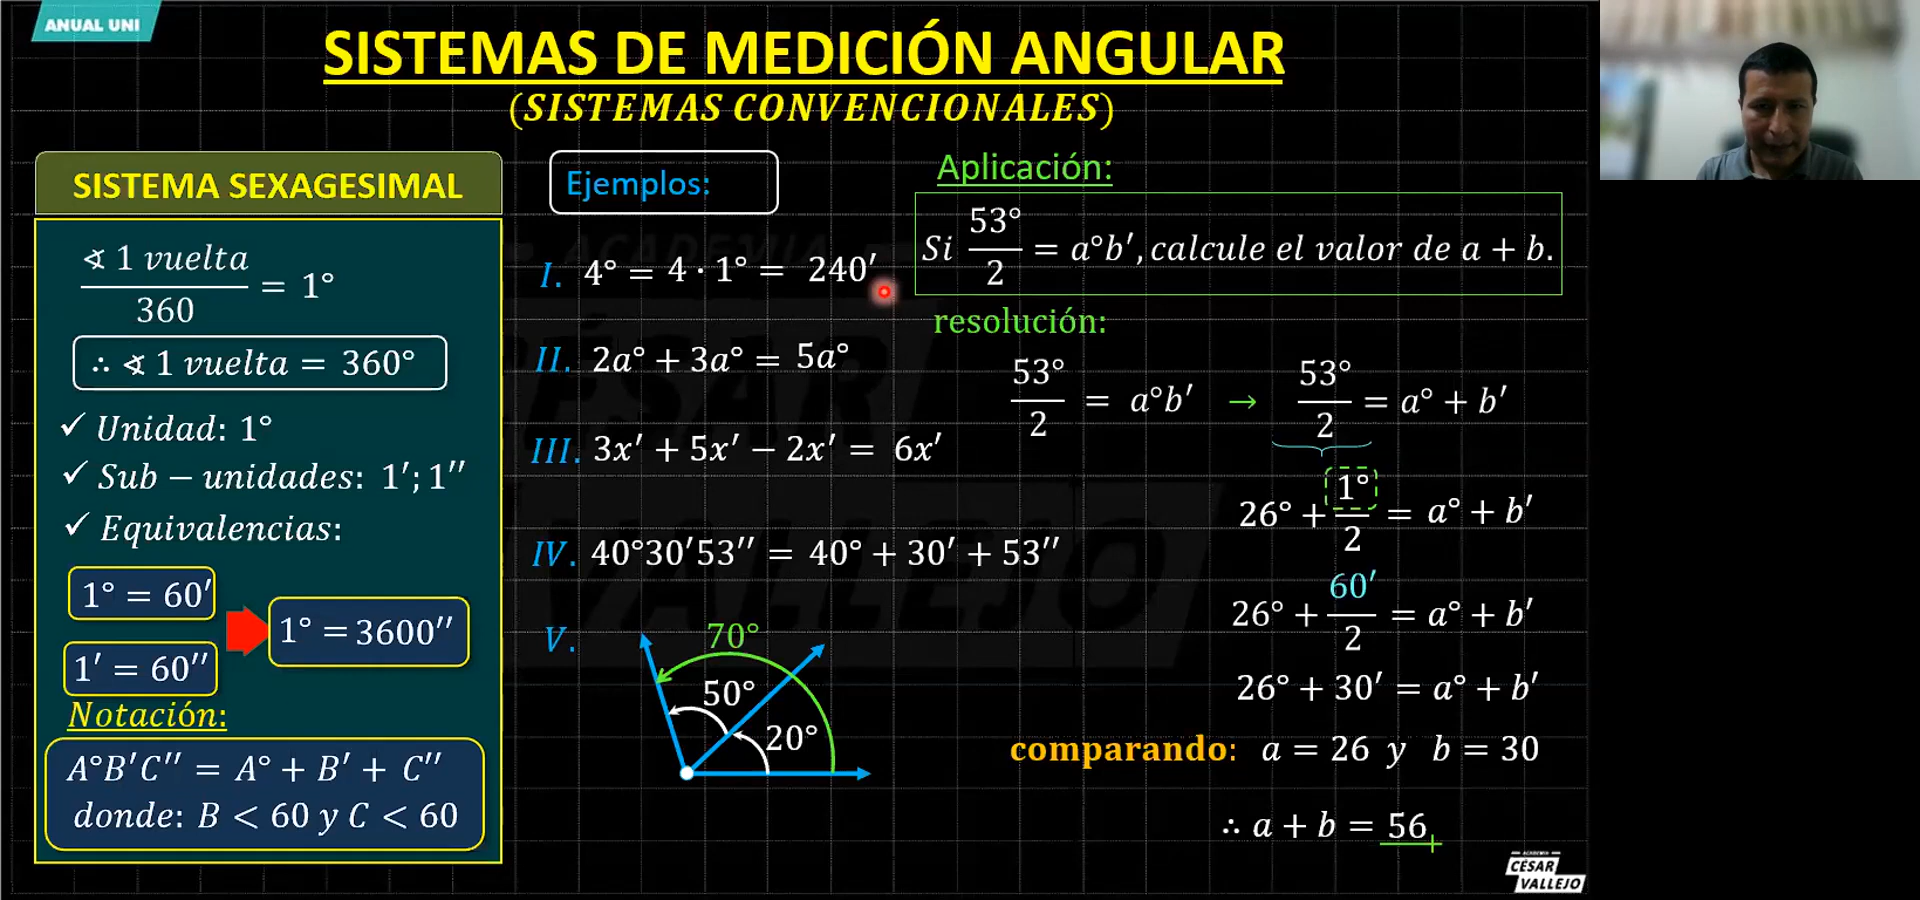 ANUAL UNI
SISTEMAS DE MEDICIÓN ANGULAR
(SISTEMAS CONVENCIONALES)
SISTEMA SEXAGESIMAL
∢ 1 vuelta
360
= 1°
∴ ∢ 1 vuelta = 360°
✓ Unidad: 1°
✓ Sub − unidades: 1′; 1′′
✓ Equivalencias:
1° = 60′
1′ = 60′′
1° = 3600′′
Notación:
A°B′C′′ = A° + B′ + C′′
donde: B < 60 y C < 60
Ejemplos:
I. 4° = 4 · 1° = 240′
II. 2a° + 3a° = 5a°
III. 3x′ + 5x′ − 2x′ = 6x′
IV. 40°30′53′′ = 40° + 30′ + 53′′
V.
70°
50°
20°
Aplicación:
Si 53°/2 = a°b′, calcule el valor de a + b.
resolución:
53°/2 = a°b′ → 53°/2 = a° + b′
26° + 1°/2 = a° + b′
26° + 60′/2 = a° + b′
26° + 30′ = a° + b′
comparando: a = 26 y b = 30
∴ a + b = 56
ACADEMIA
CÉSAR
VALLEJO
ACADEMIA
CÉSAR
VALLEJO